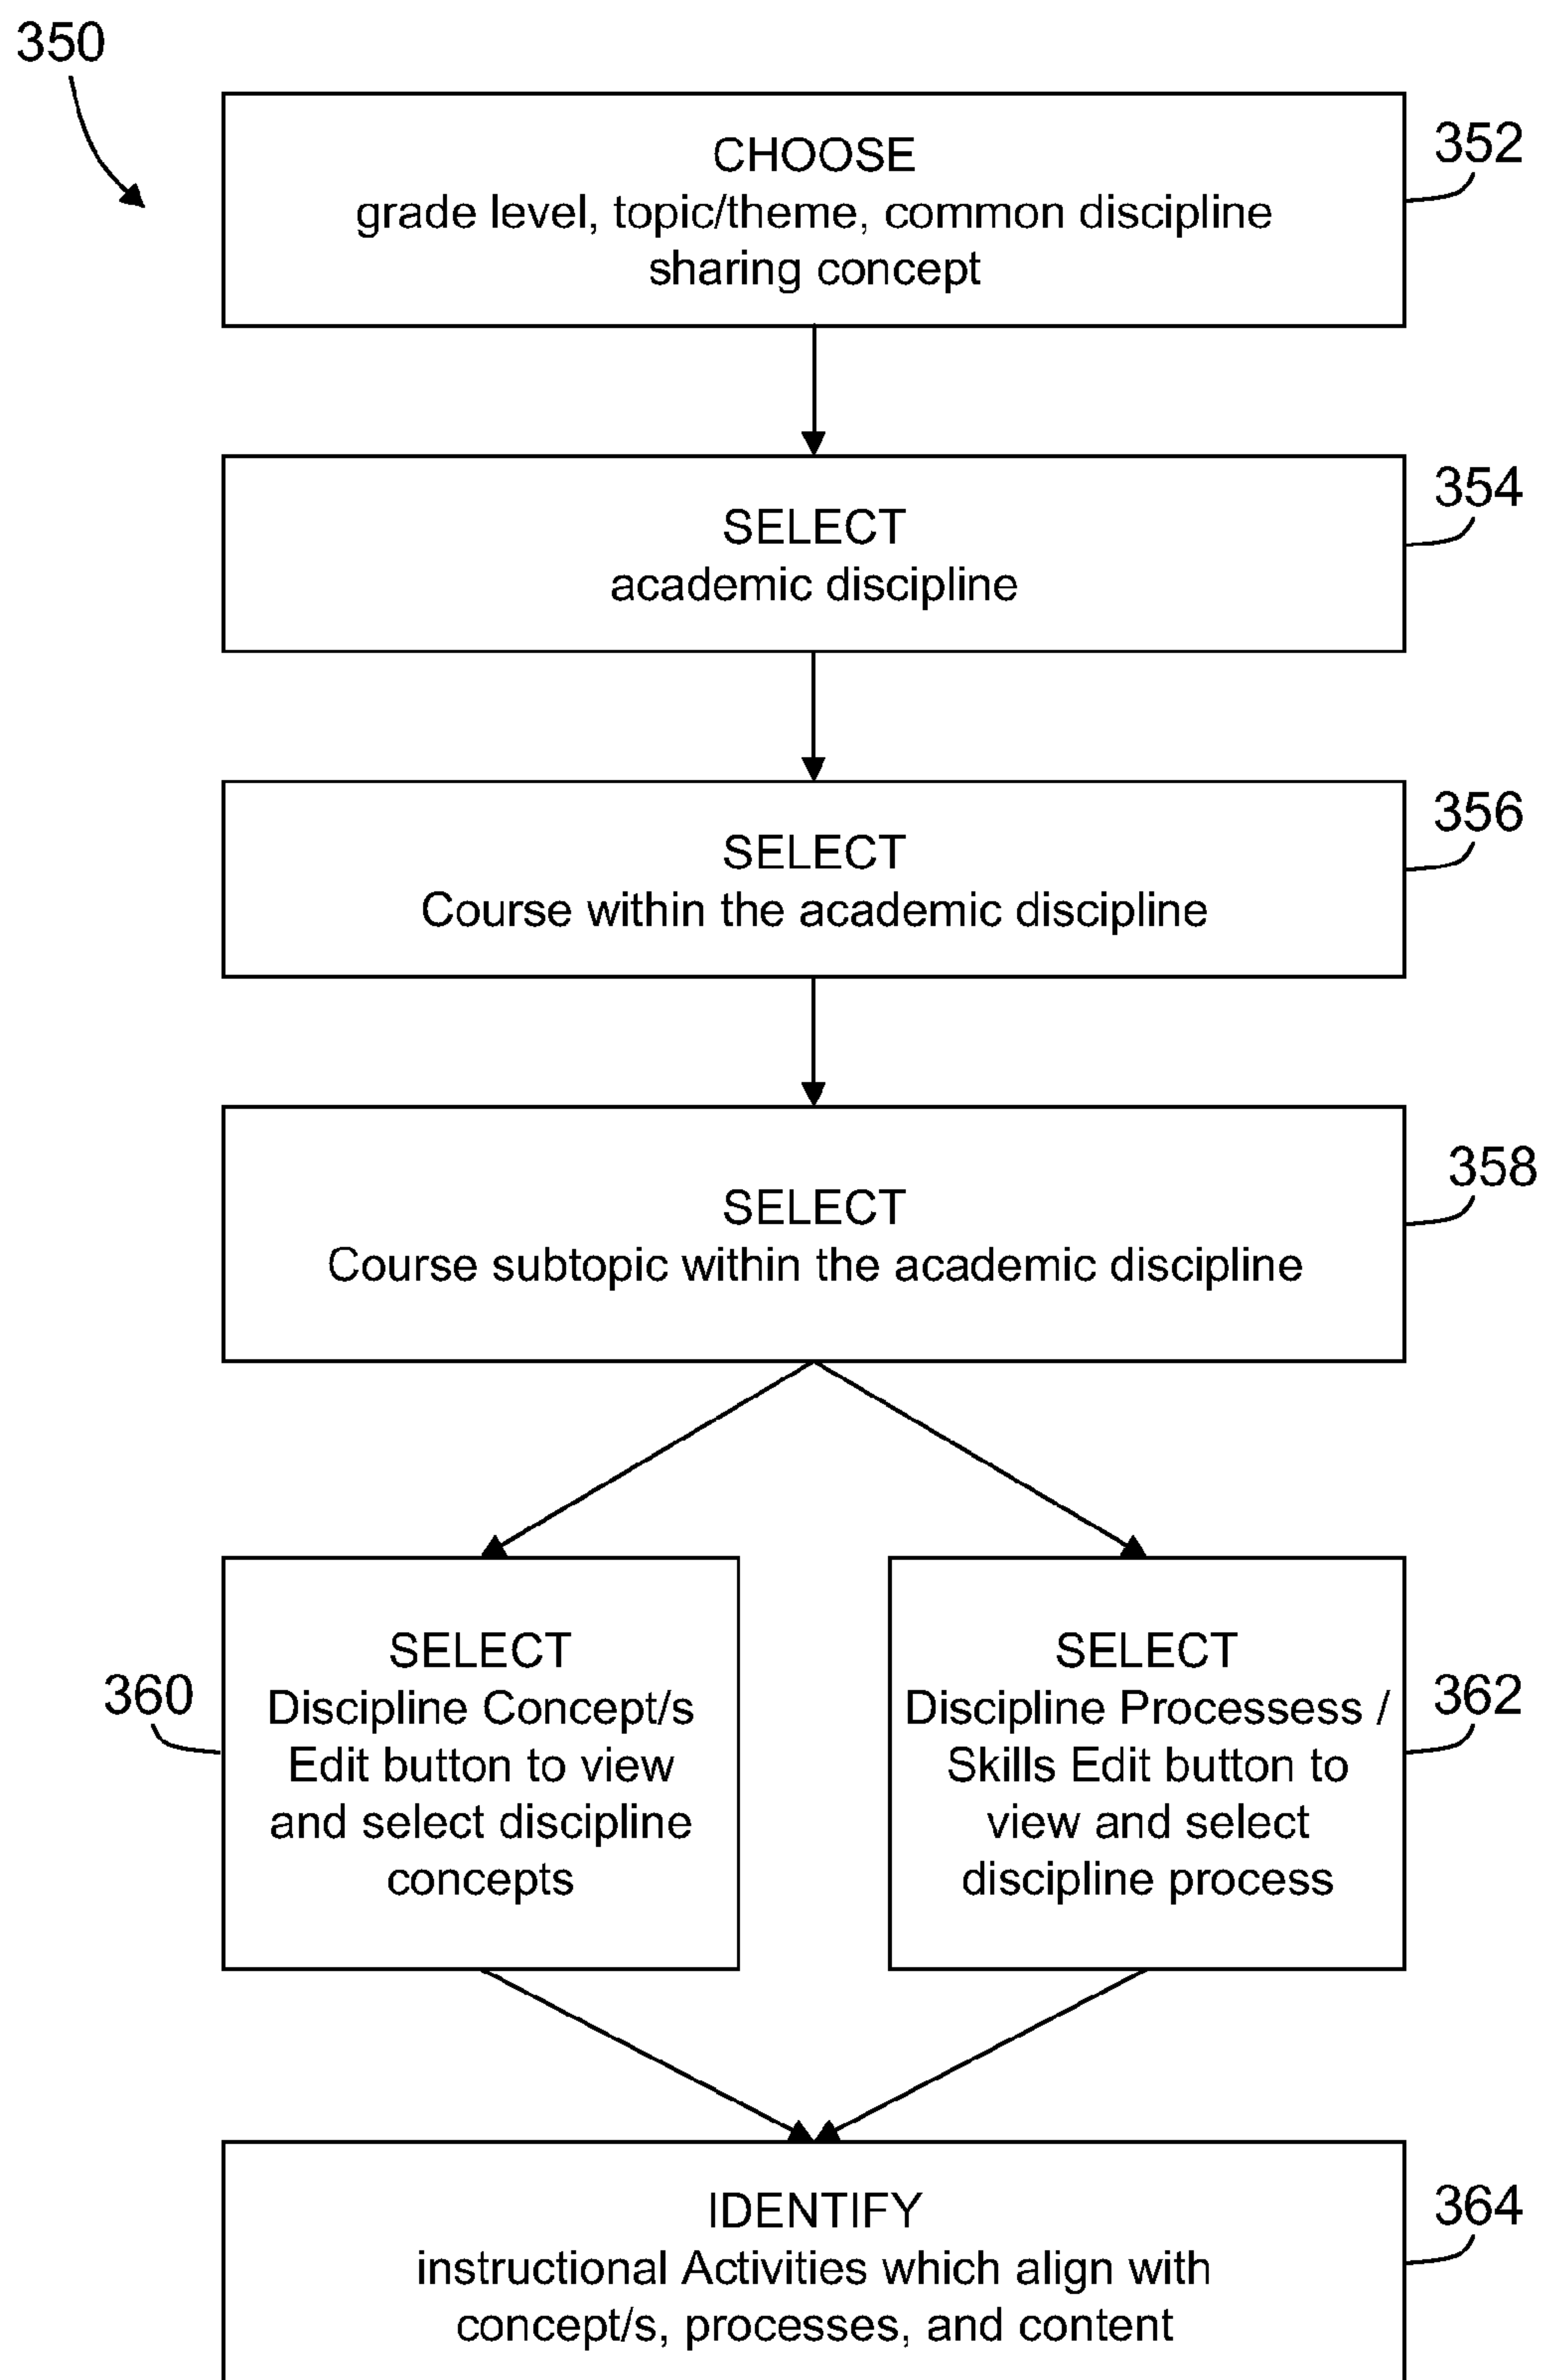 350
CHOOSE
grade level, topic/theme, common discipline
sharing concept
352
SELECT
academic discipline
354
SELECT
Course within the academic discipline
356
SELECT
Course subtopic within the academic discipline
358
SELECT
Discipline Concept/s
Edit button to view
and select discipline
concepts
360
SELECT
Discipline Processess /
Skills Edit button to
view and select
discipline process
362
IDENTIFY
instructional Activities which align with
concept/s, processes, and content
364